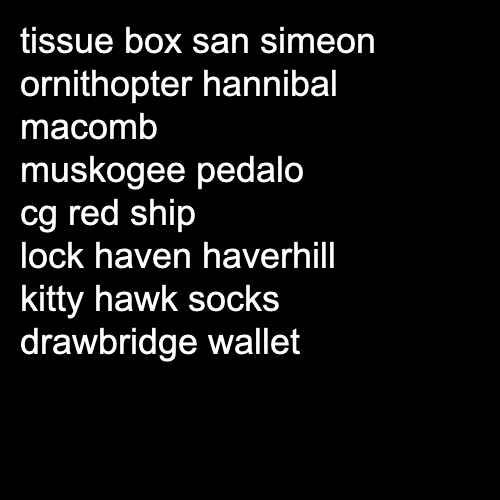 tissue box san simeon
ornithopter hannibal
macomb
muskogee pedalo
cg red ship
lock haven haverhill
kitty hawk socks
drawbridge wallet